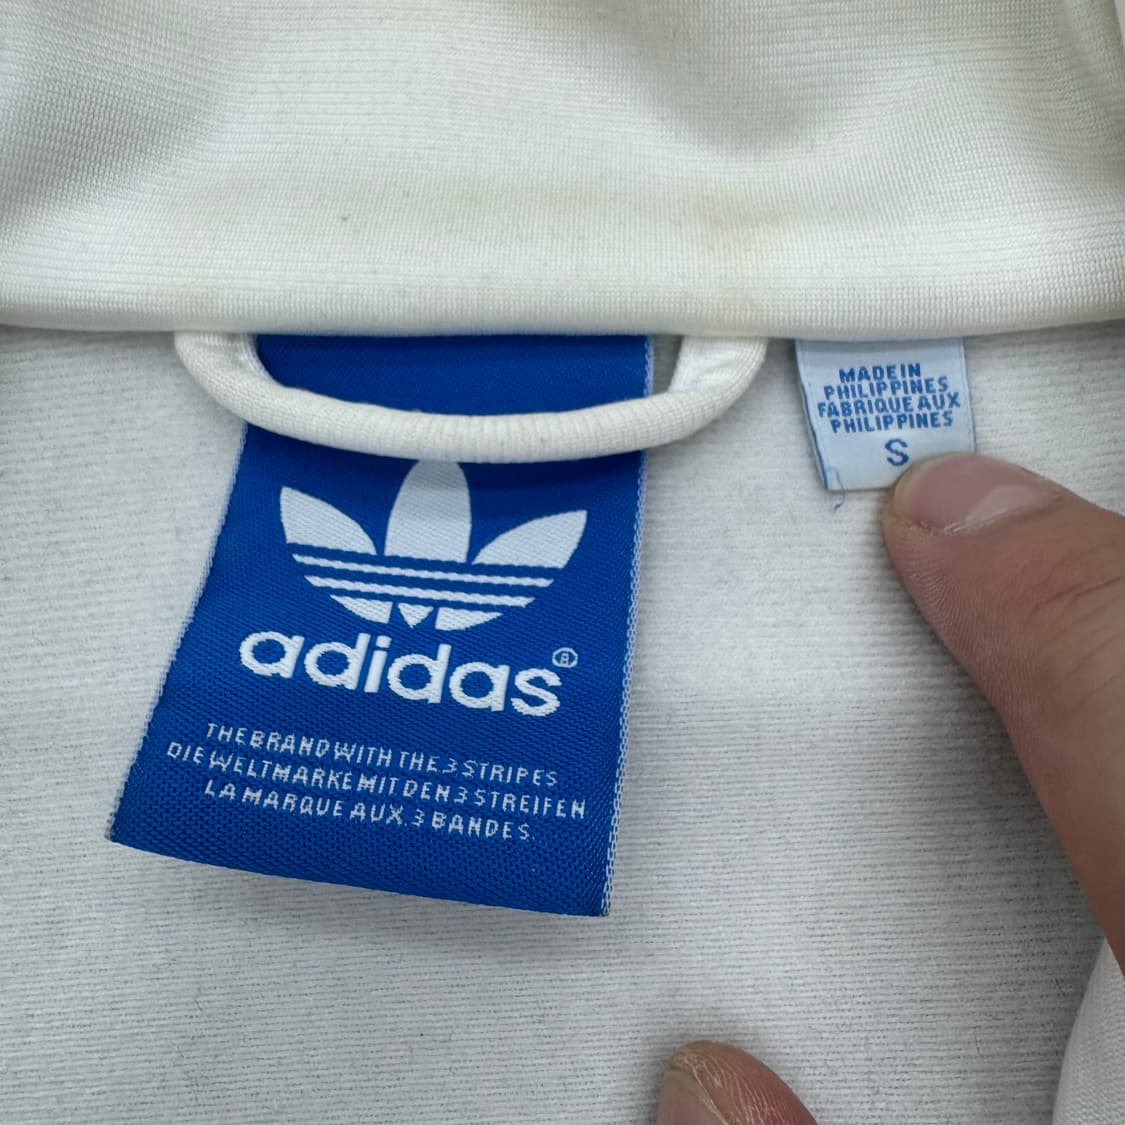 adidas®
THE BRAND WITH THE 3 STRIPES
DIE WELTMARKE MIT DEN 3 STREIFEN
LA MARQUE AUX 3 BANDES
MADE IN
PHILIPPINES
FABRIQUE AUX
PHILIPPINES
S